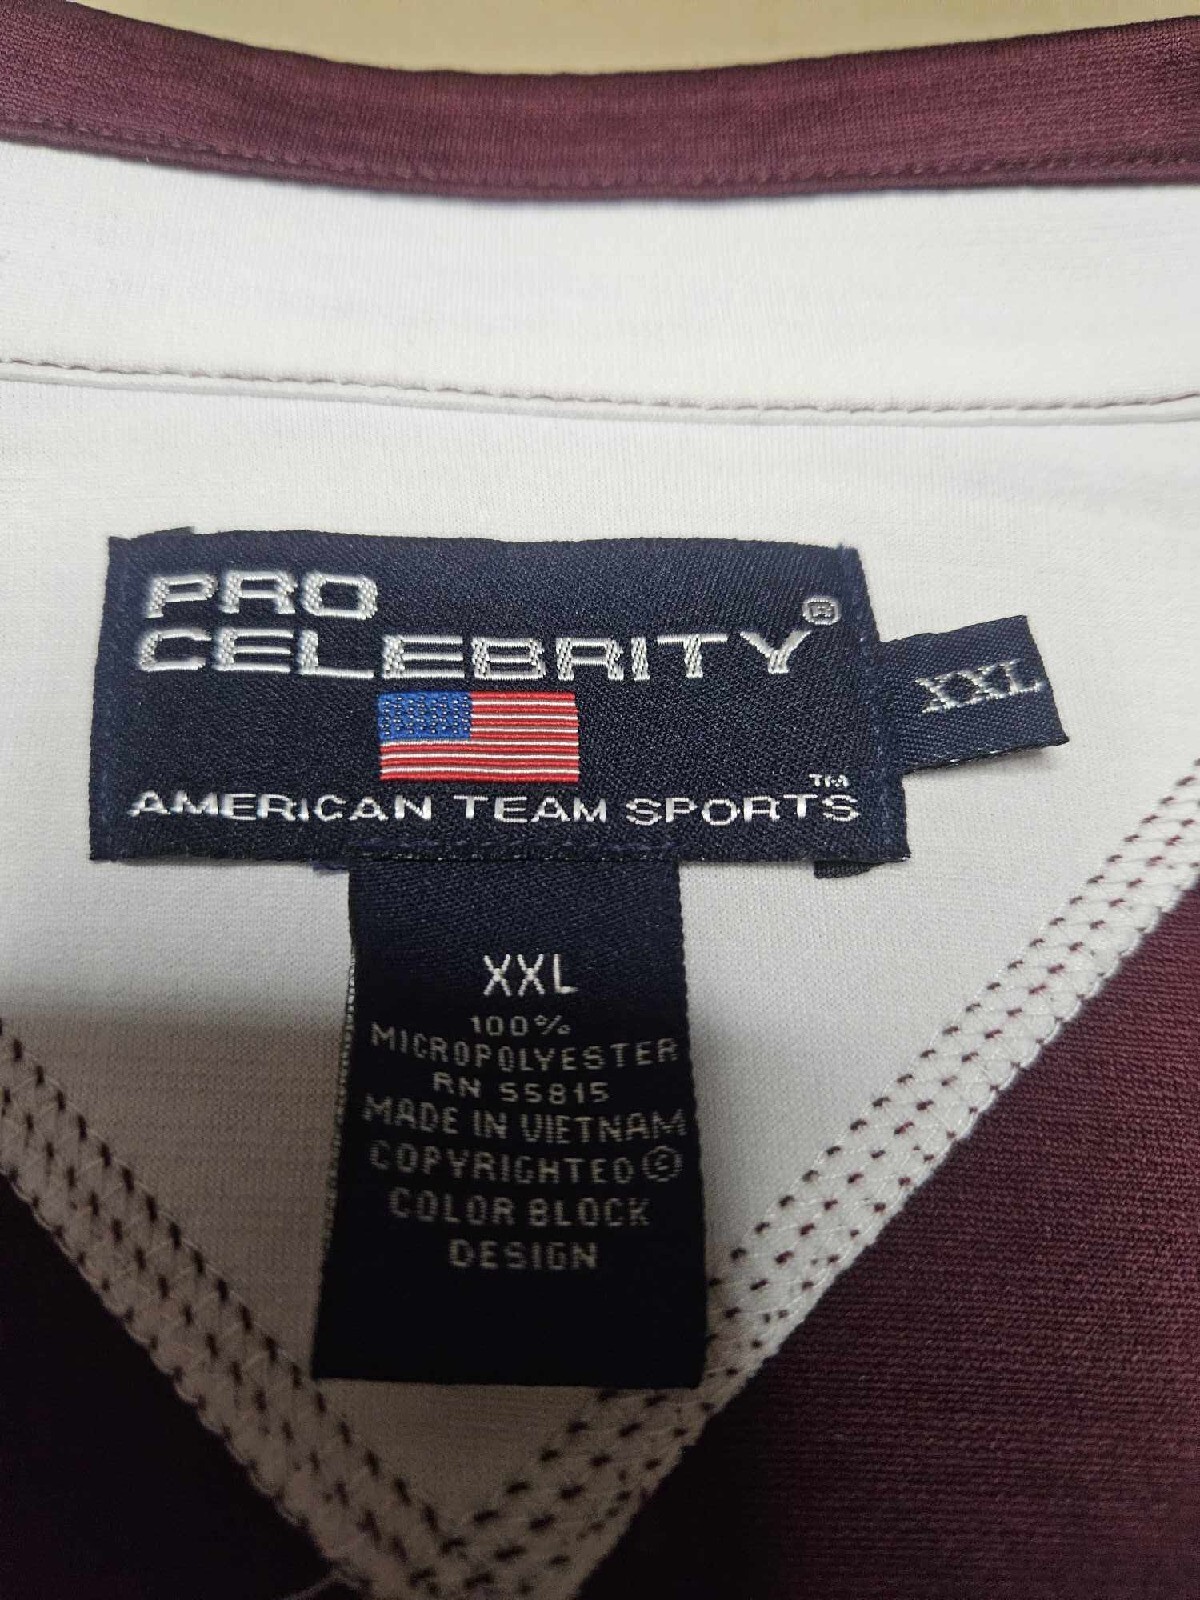 PRO
CELEBRITY®
AMERICAN TEAM SPORTS™
XXL
XXL
100%
MICROPOLYESTER
RN 55815
MADE IN VIETNAM
COPYRIGHTED ©
COLOR BLOCK
DESIGN